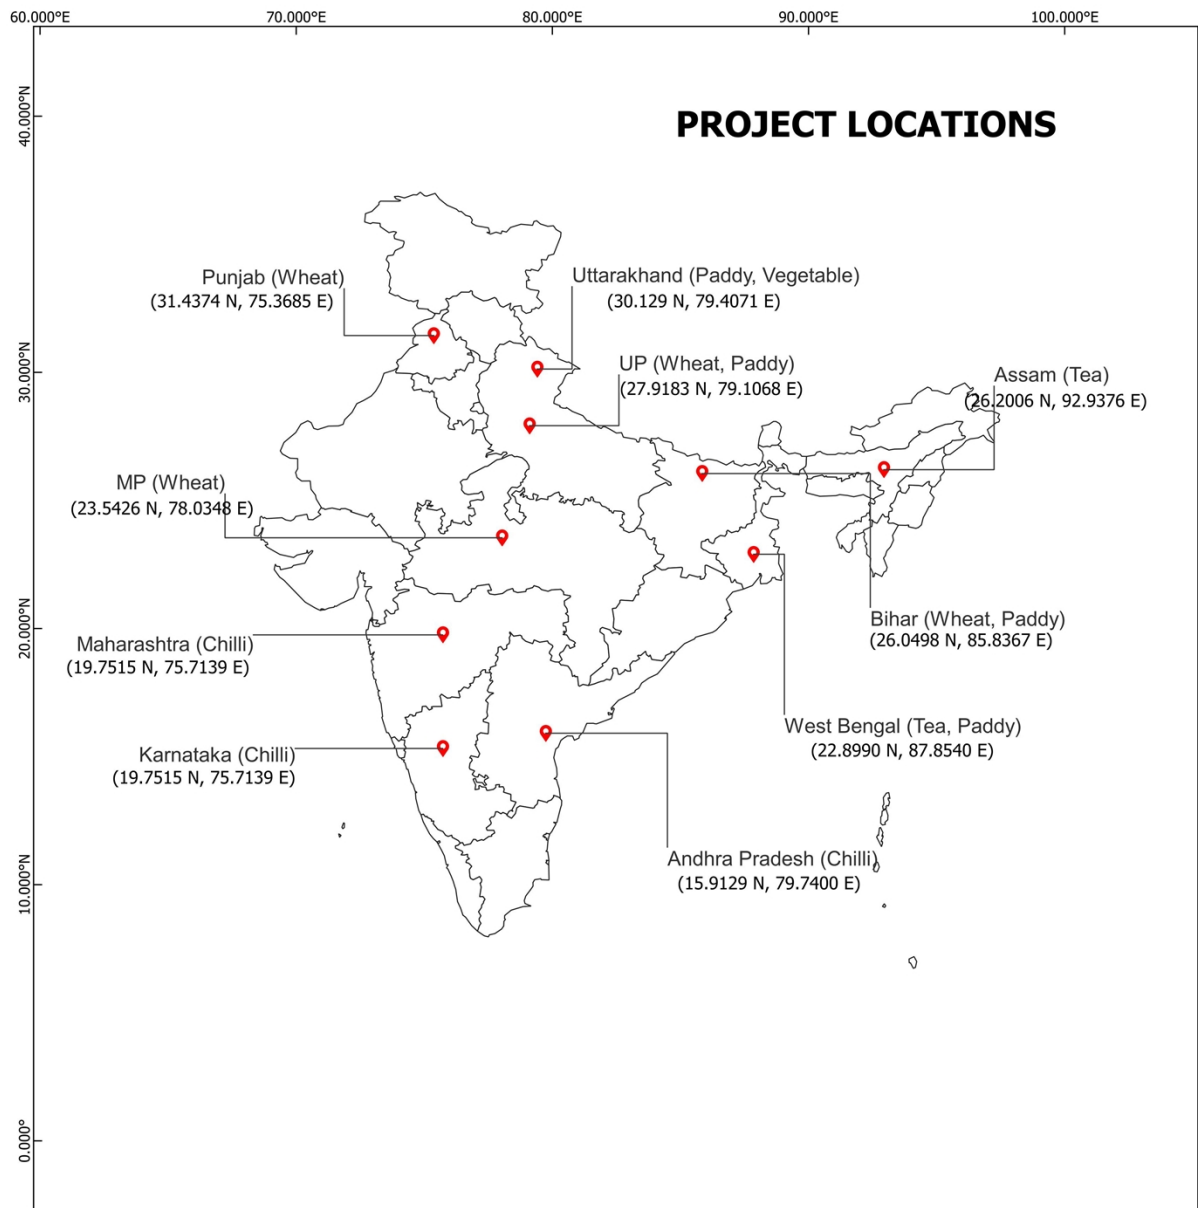 60.000°E 70.000°E 80.000°E 90.000°E 100.000°E
40.000°N
PROJECT LOCATIONS
Punjab (Wheat)
(31.4374 N, 75.3685 E)
Uttarakhand (Paddy, Vegetable)
(30.129 N, 79.4071 E)
30.000°N
UP (Wheat, Paddy)
(27.9183 N, 79.1068 E)
Assam (Tea)
(26.2006 N, 92.9376 E)
MP (Wheat)
(23.5426 N, 78.0348 E)
20.000°N
Bihar (Wheat, Paddy)
(26.0498 N, 85.8367 E)
Maharashtra (Chilli)
(19.7515 N, 75.7139 E)
West Bengal (Tea, Paddy)
(22.8990 N, 87.8540 E)
Karnataka (Chilli)
(19.7515 N, 75.7139 E)
Andhra Pradesh (Chilli)
(15.9129 N, 79.7400 E)
10.000°N
0.000°